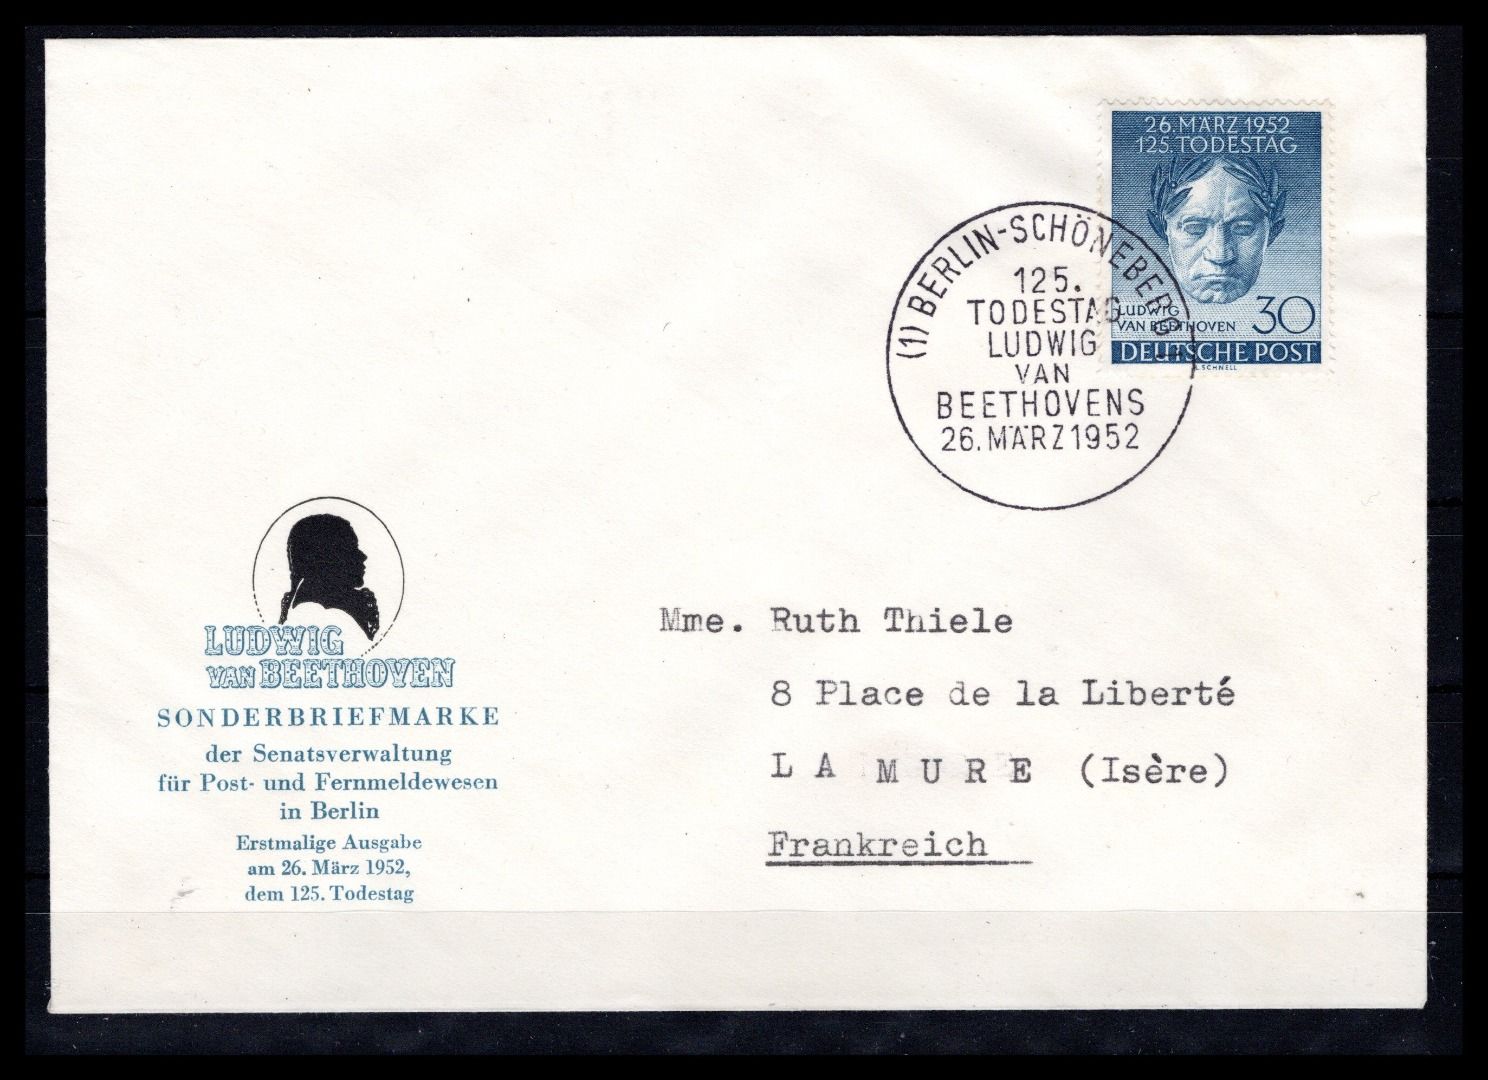 26. MÄRZ 1952
125. TODESTAG
LUDWIG
VAN BEETHOVEN 30
DEUTSCHE POST
L. SCHNELL
(1) BERLIN-SCHÖNEBERG 1
125.
TODESTAG
LUDWIG
VAN
BEETHOVENS
26. MÄRZ 1952
LUDWIG
VAN BEETHOVEN
SONDERBRIEFMARKE
der Senatsverwaltung
für Post- und Fernmeldewesen
in Berlin
Erstmalige Ausgabe
am 26. März 1952,
dem 125. Todestag
Mme. Ruth Thiele
8 Place de la Liberté
LA MURE (Isère)
Frankreich